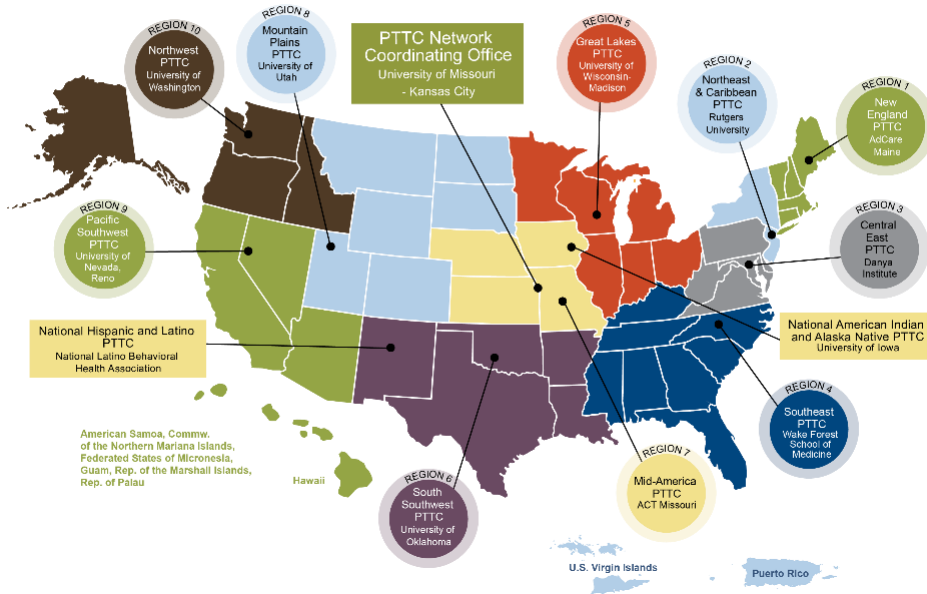 REGION 10
Northwest
PTTC
University of
Washington
REGION 8
Mountain
Plains
PTTC
University of
Utah
PTTC Network
Coordinating Office
University of Missouri
- Kansas City
REGION 5
Great Lakes
PTTC
University of
Wisconsin-
Madison
REGION 2
Northeast
& Caribbean
PTTC
Rutgers
University
REGION 1
New
England
PTTC
AdCare
Maine
REGION 9
Pacific
Southwest
PTTC
University of
Nevada,
Reno
REGION 3
Central
East
PTTC
Danya
Institute
National Hispanic and Latino
PTTC
National Latino Behavioral
Health Association
National American Indian
and Alaska Native PTTC
University of Iowa
REGION 4
Southeast
PTTC
Wake Forest
School of
Medicine
American Samoa, Commw.
of the Northern Mariana Islands,
Federated States of Micronesia,
Guam, Rep. of the Marshall Islands,
Rep. of Palau
Hawaii
REGION 6
South
Southwest
PTTC
University of
Oklahoma
REGION 7
Mid-America
PTTC
ACT Missouri
U.S. Virgin Islands
Puerto Rico